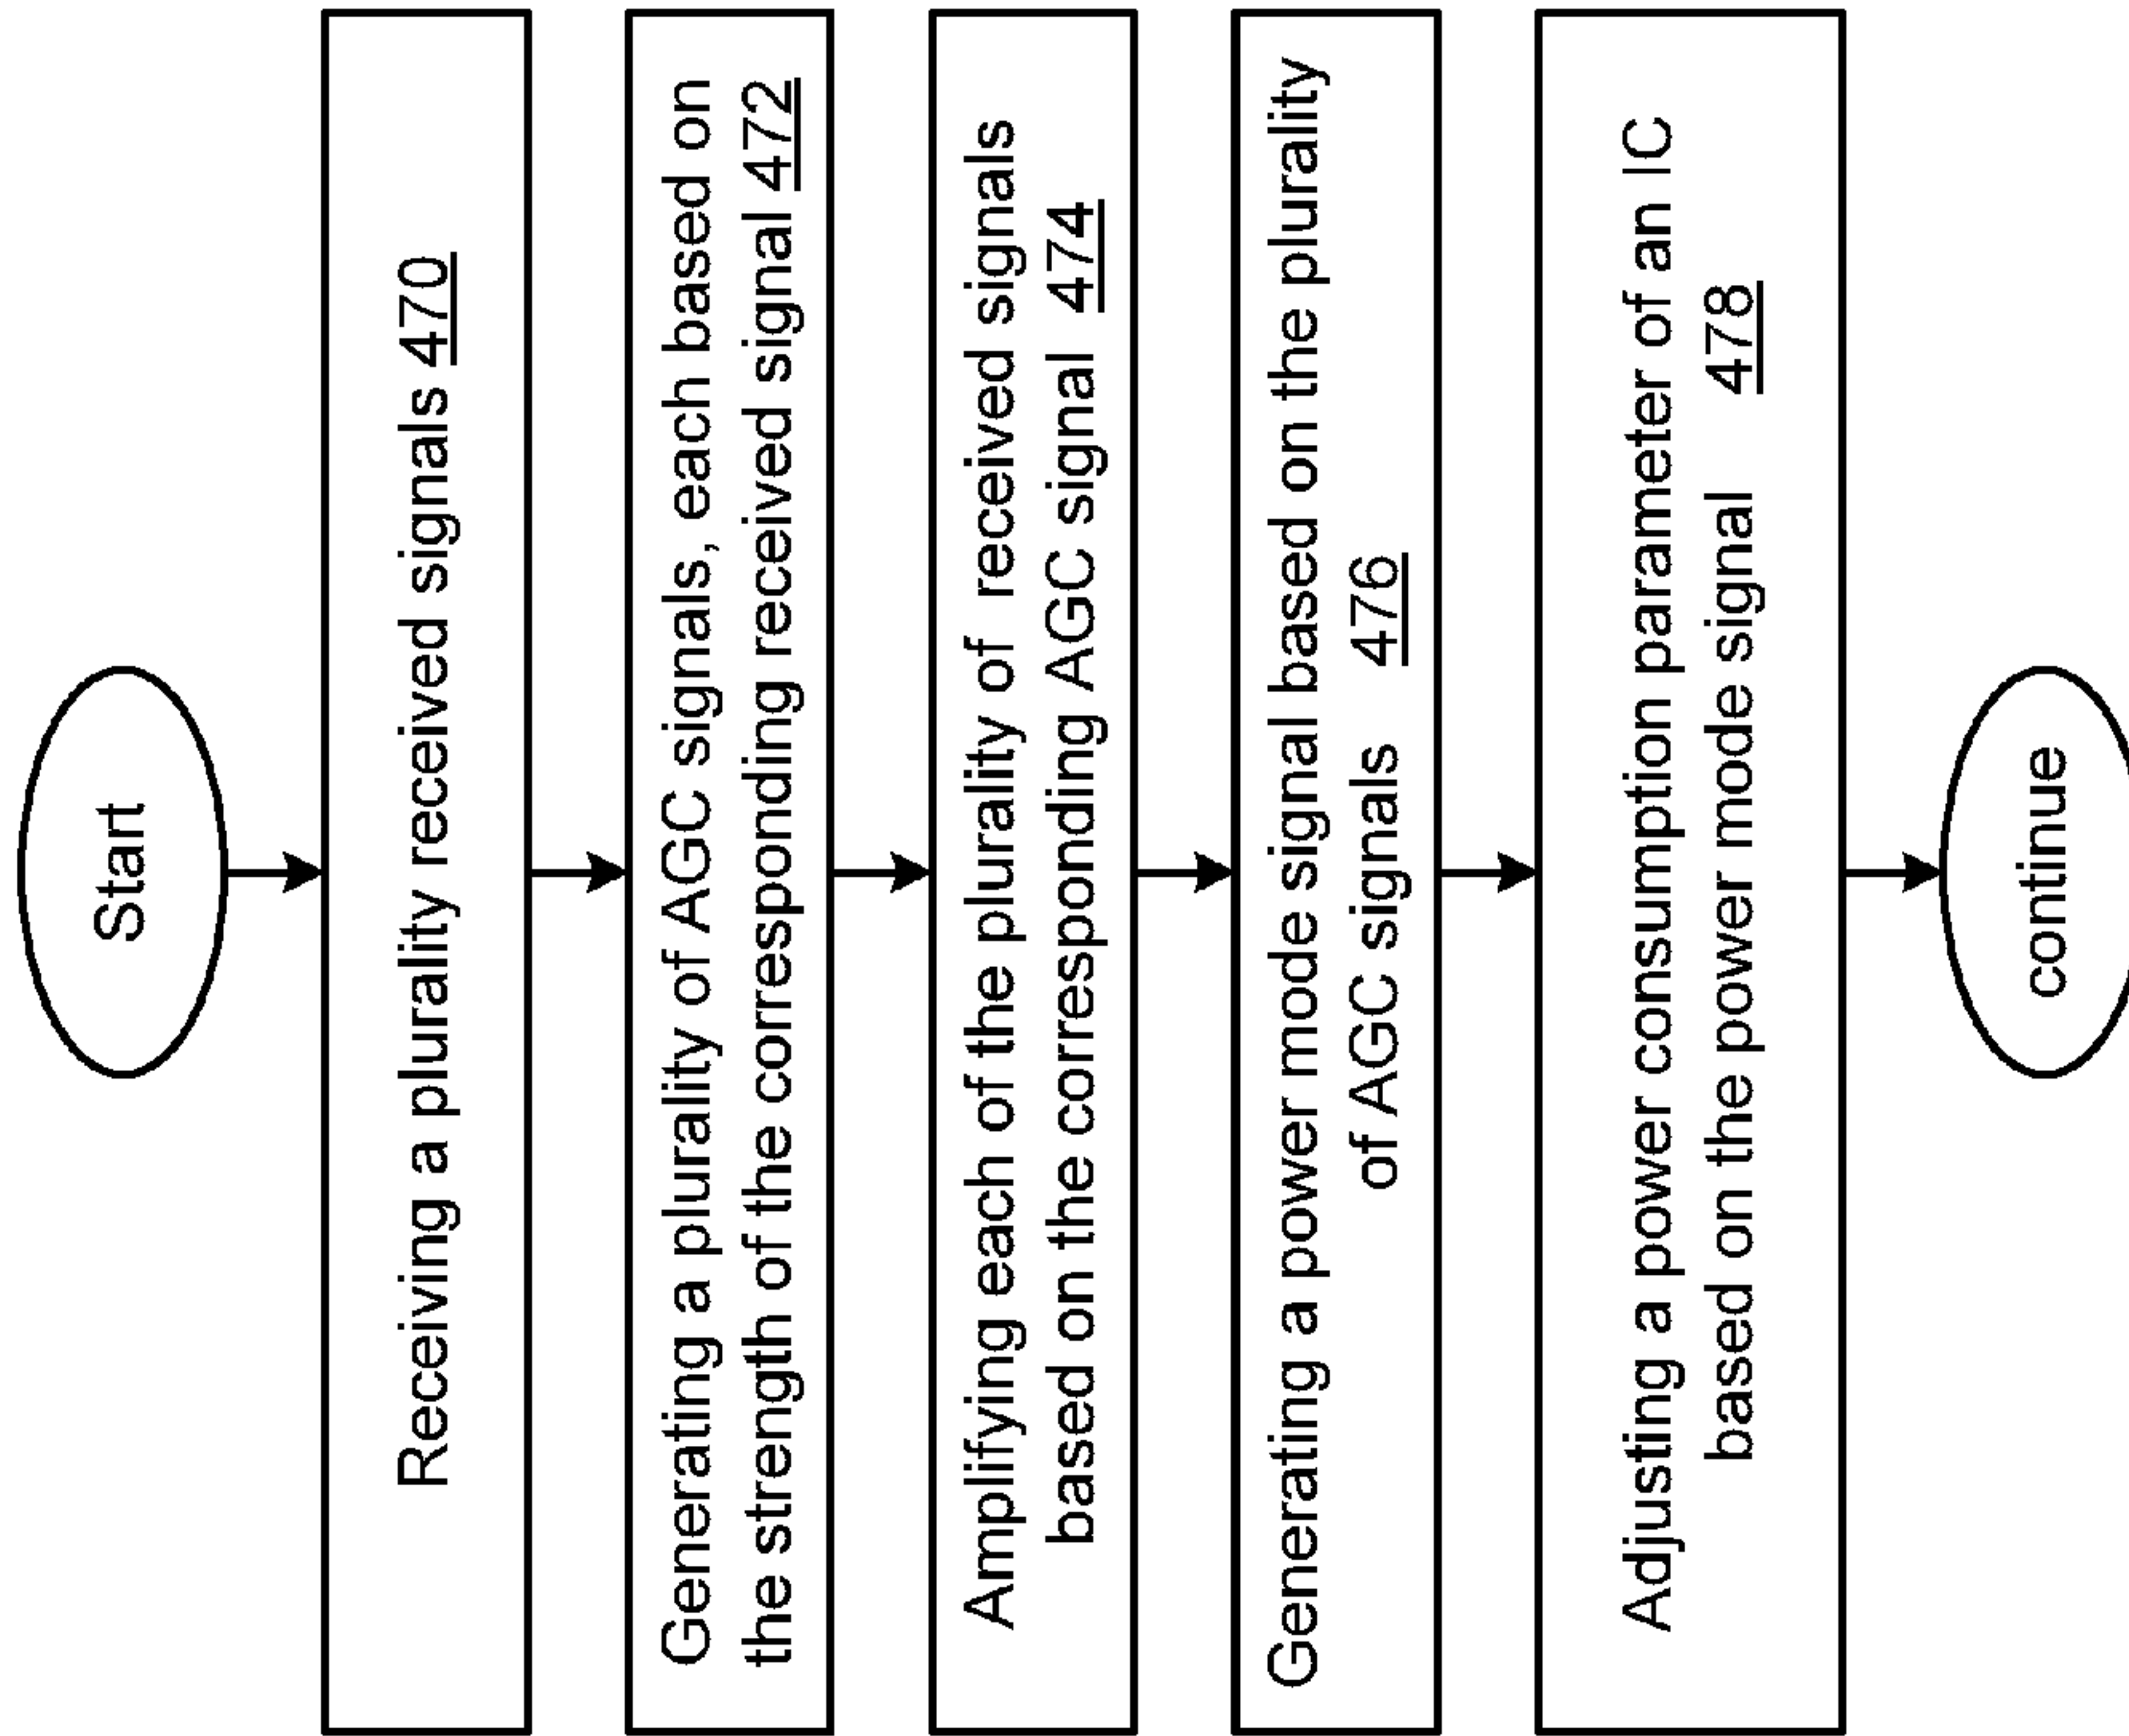 Start
Receiving a plurality received signals 470
Generating a plurality of AGC signals, each based on
the strength of the corresponding received signal 472
Amplifying each of the plurality of received signals
based on the corresponding AGC signal 474
Generating a power mode signal based on the plurality
of AGC signals 476
Adjusting a power consumption parameter of an IC
based on the power mode signal 478
continue